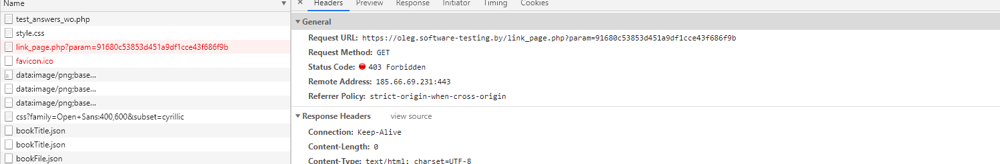 Name
test_answers_wo.php
style.css
link_page.php?param=91680c53853d451a9df1cce43f686f9b
favicon.ico
data:image/png;base...
data:image/png;base...
data:image/png;base...
css?family=Open+Sans:400,600&subset=cyrillic
bookTitle.json
bookTitle.json
bookFile.json
Headers Preview Response Initiator Timing Cookies
General
Request URL: https://oleg.software-testing.by/link_page.php?param=91680c53853d451a9df1cce43f686f9b
Request Method: GET
Status Code: 403 Forbidden
Remote Address: 185.66.69.231:443
Referrer Policy: strict-origin-when-cross-origin
Response Headers view source
Connection: Keep-Alive
Content-Length: 0
Content-Type: text/html; charset=UTF-8